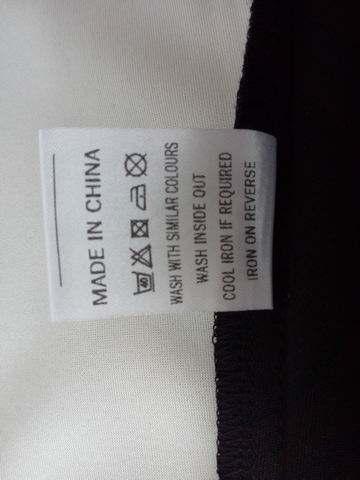 MADE IN CHINA
40
WASH WITH SIMILAR COLOURS
WASH INSIDE OUT
COOL IRON IF REQUIRED
IRON ON REVERSE